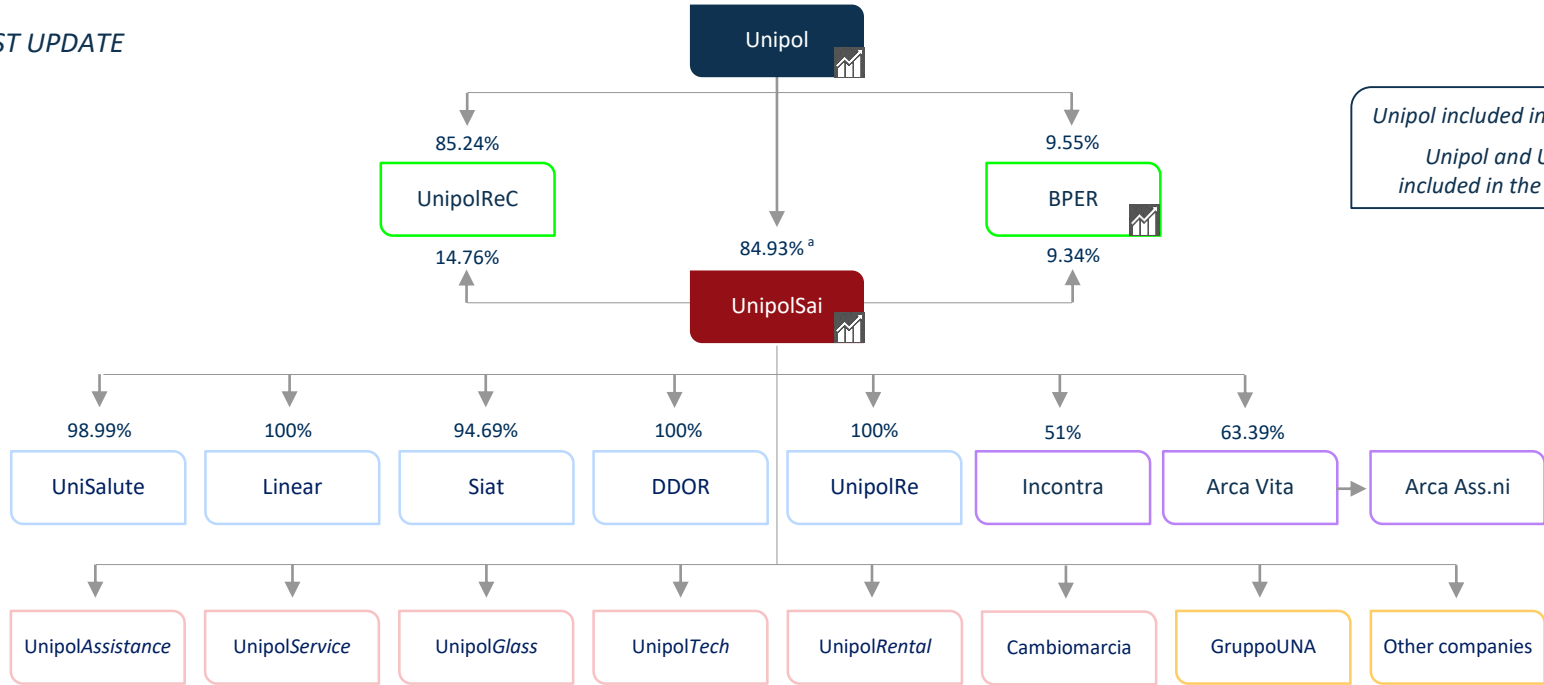 ST UPDATE
Unipol
Unipol included in
Unipol and U
included in the
85.24%
9.55%
UnipolReC
BPER
14.76%
84.93% a
9.34%
UnipolSai
98.99%
100%
94.69%
100%
100%
51%
63.39%
UniSalute
Linear
Siat
DDOR
UnipolRe
Incontra
Arca Vita
Arca Ass.ni
UnipolAssistance
UnipolService
UnipolGlass
UnipolTech
UnipolRental
Cambiomarcia
GruppoUNA
Other companies